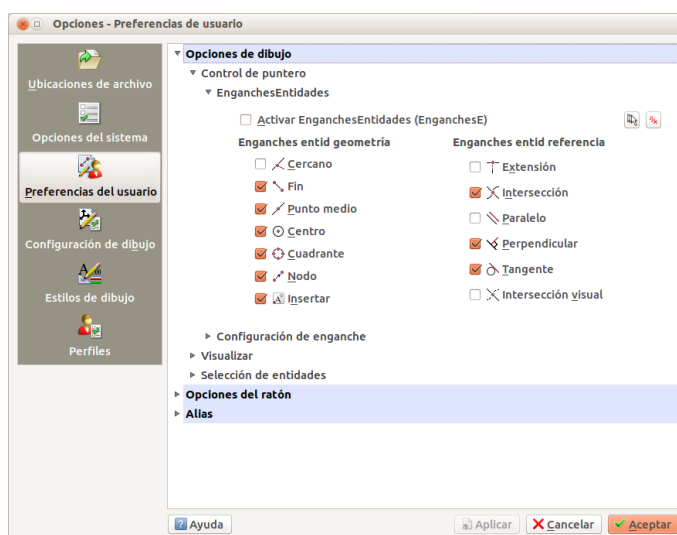 Opciones - Preferencias de usuario
Ubicaciones de archivo
Opciones del sistema
Preferencias del usuario
Configuración de dibujo
Estilos de dibujo
Perfiles
Opciones de dibujo
Control de puntero
EnganchesEntidades
Activar EnganchesEntidades (EnganchesE)
Enganches entid geometría
Cercano
Fin
Punto medio
Centro
Cuadrante
Nodo
Insertar
Enganches entid referencia
Extensión
Intersección
Paralelo
Perpendicular
Tangente
Intersección visual
Configuración de enganche
Visualizar
Selección de entidades
Opciones del ratón
Alias
Ayuda
Aplicar
Cancelar
Aceptar